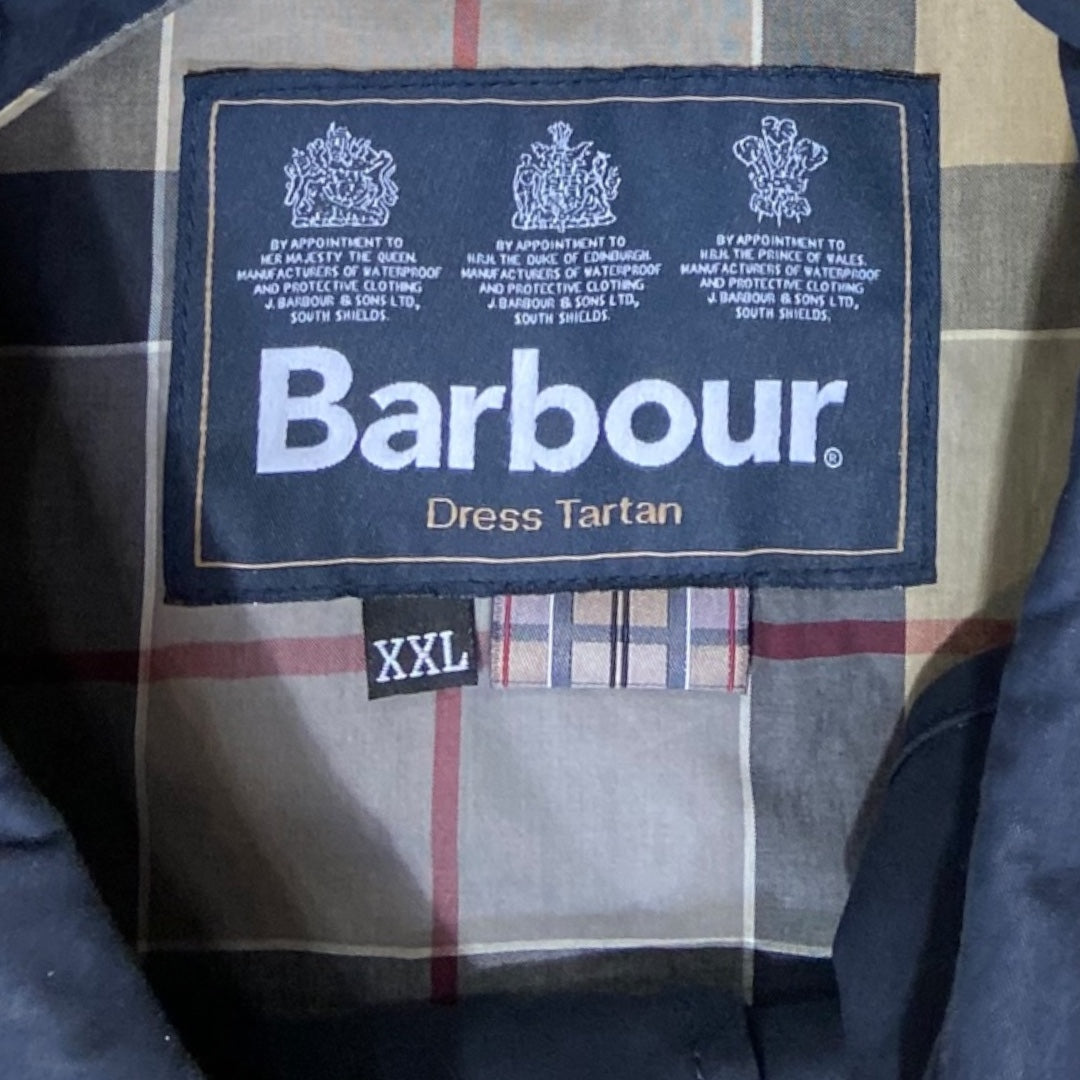 BY APPOINTMENT TO
HER MAJESTY THE QUEEN.
MANUFACTURERS OF WATERPROOF
AND PROTECTIVE CLOTHING
J. BARBOUR & SONS LTD,
SOUTH SHIELDS.
BY APPOINTMENT TO
H.R.H. THE DUKE OF EDINBURGH.
MANUFACTURERS OF WATERPROOF
AND PROTECTIVE CLOTHING
J. BARBOUR & SONS LTD,
SOUTH SHIELDS.
BY APPOINTMENT TO
H.R.H. THE PRINCE OF WALES.
MANUFACTURERS OF WATERPROOF
AND PROTECTIVE CLOTHING
J. BARBOUR & SONS LTD,
SOUTH SHIELDS.
Barbour®
Dress Tartan
XXL